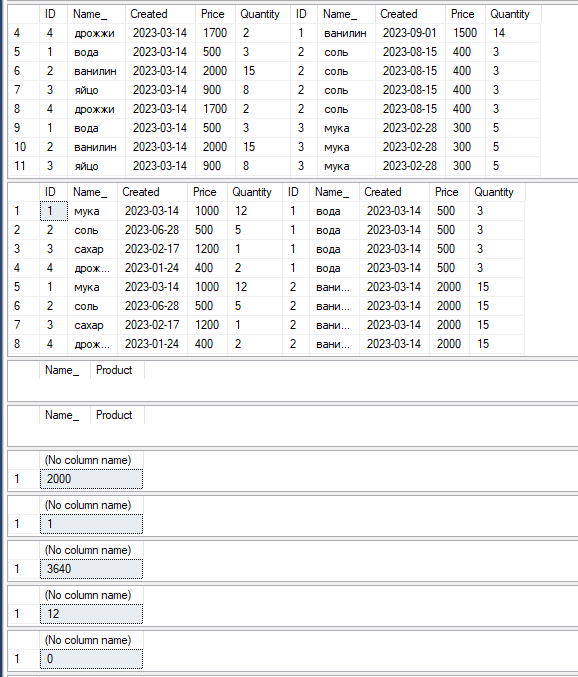 ID Name_ Created Price Quantity ID Name_ Created Price Quantity
4 4 дрожжи 2023-03-14 1700 2 1 ванилин 2023-09-01 1500 14
5 1 вода 2023-03-14 500 3 2 соль 2023-08-15 400 3
6 2 ванилин 2023-03-14 2000 15 2 соль 2023-08-15 400 3
7 3 яйцо 2023-03-14 900 8 2 соль 2023-08-15 400 3
8 4 дрожжи 2023-03-14 1700 2 2 соль 2023-08-15 400 3
9 1 вода 2023-03-14 500 3 3 мука 2023-02-28 300 5
10 2 ванилин 2023-03-14 2000 15 3 мука 2023-02-28 300 5
11 3 яйцо 2023-03-14 900 8 3 мука 2023-02-28 300 5
ID Name_ Created Price Quantity ID Name_ Created Price Quantity
1 1 мука 2023-03-14 1000 12 1 вода 2023-03-14 500 3
2 2 соль 2023-06-28 500 5 1 вода 2023-03-14 500 3
3 3 сахар 2023-02-17 1200 1 1 вода 2023-03-14 500 3
4 4 дрож... 2023-01-24 400 2 1 вода 2023-03-14 500 3
5 1 мука 2023-03-14 1000 12 2 вани... 2023-03-14 2000 15
6 2 соль 2023-06-28 500 5 2 вани... 2023-03-14 2000 15
7 3 сахар 2023-02-17 1200 1 2 вани... 2023-03-14 2000 15
8 4 дрож... 2023-01-24 400 2 2 вани... 2023-03-14 2000 15
Name_ Product
Name_ Product
(No column name)
1 2000
(No column name)
1 1
(No column name)
1 3640
(No column name)
1 12
(No column name)
1 0